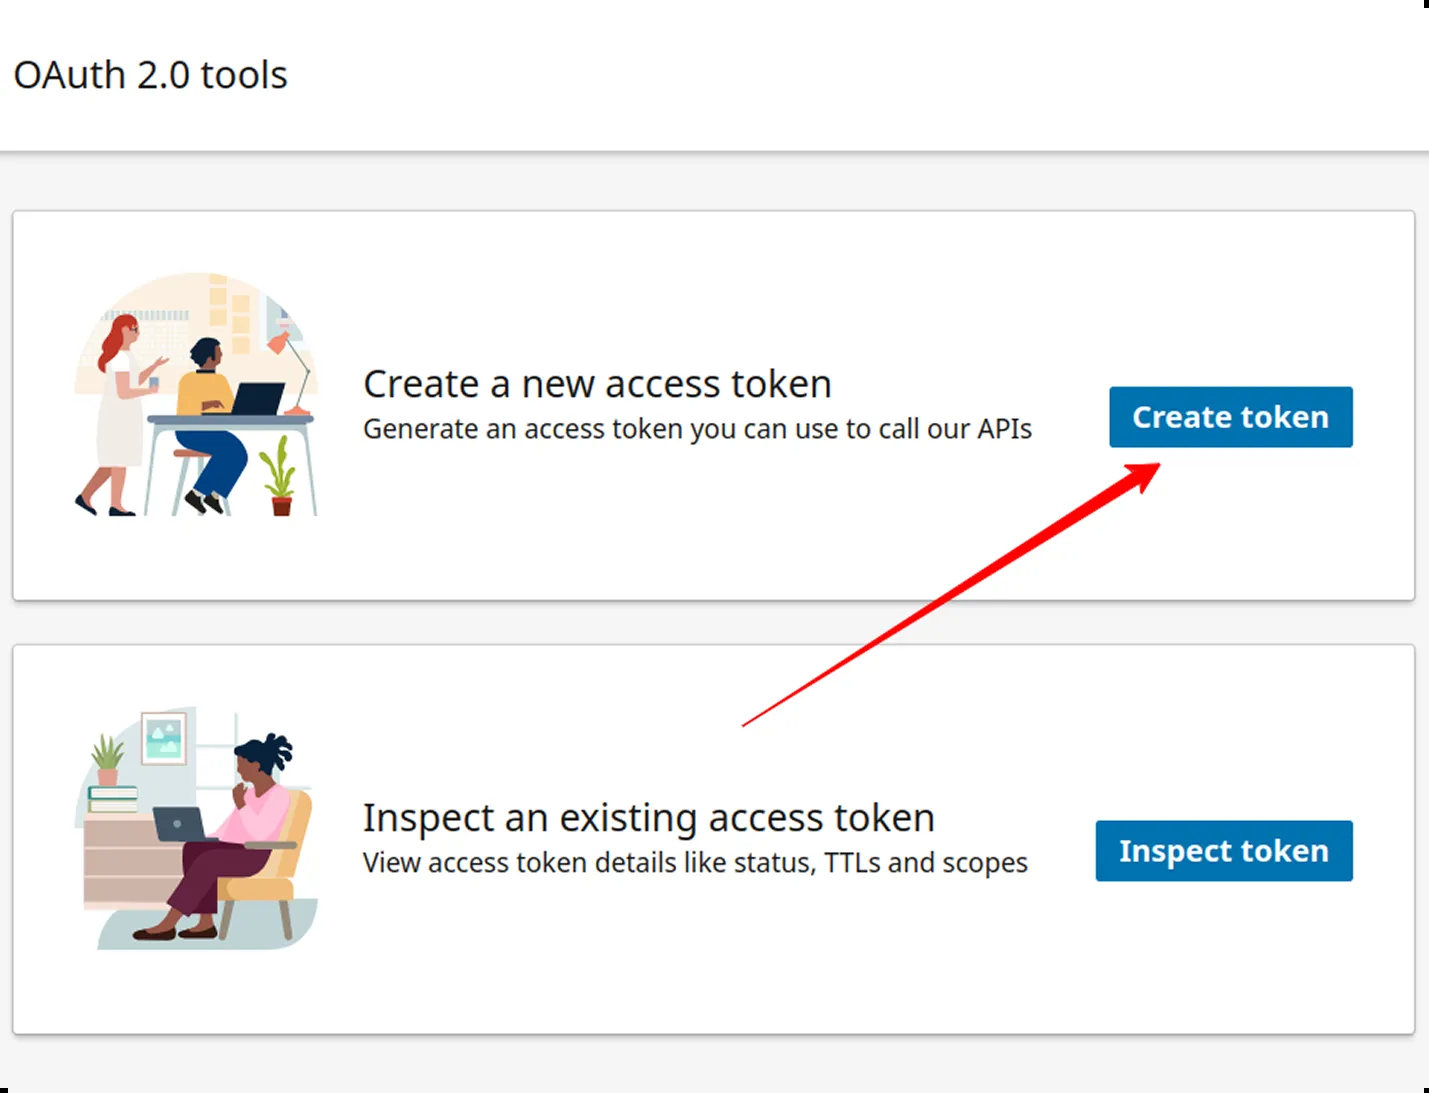 OAuth 2.0 tools
Create a new access token
Generate an access token you can use to call our APIs
Create token
Inspect an existing access token
View access token details like status, TTLs and scopes
Inspect token